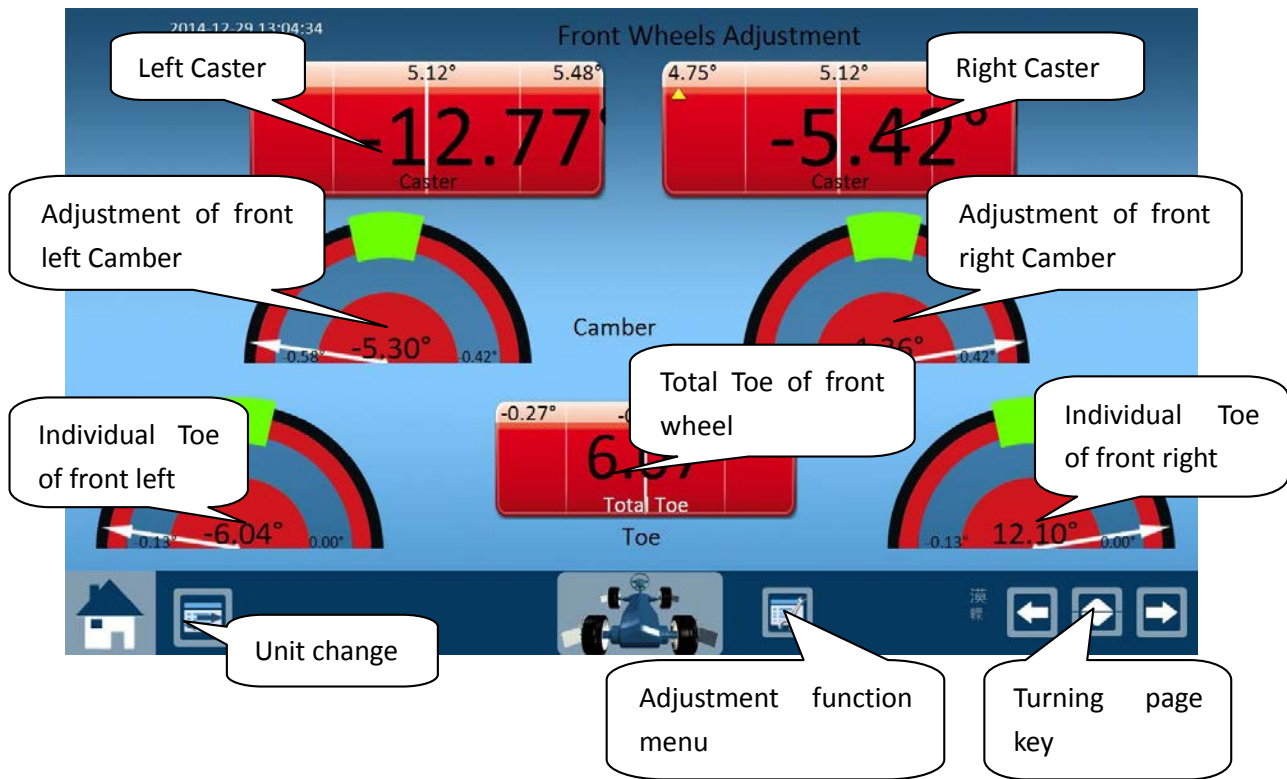 2014-12-29 13:04:34
Front Wheels Adjustment
Left Caster
5.12°
5.48°
4.75°
5.12°
Right Caster
-12.77°
Caster
-5.42°
Caster
Adjustment of front
left Camber
Adjustment of front
right Camber
-0.58°
-5.30°
-0.42°
Camber
-0.42°
Total Toe of front
wheel
-0.27°
Total Toe
Toe
Individual Toe
of front left
-0.13°
-6.04°
0.00°
Individual Toe
of front right
-0.13°
12.10°
0.00°
Unit change
Adjustment function
menu
Turning page
key